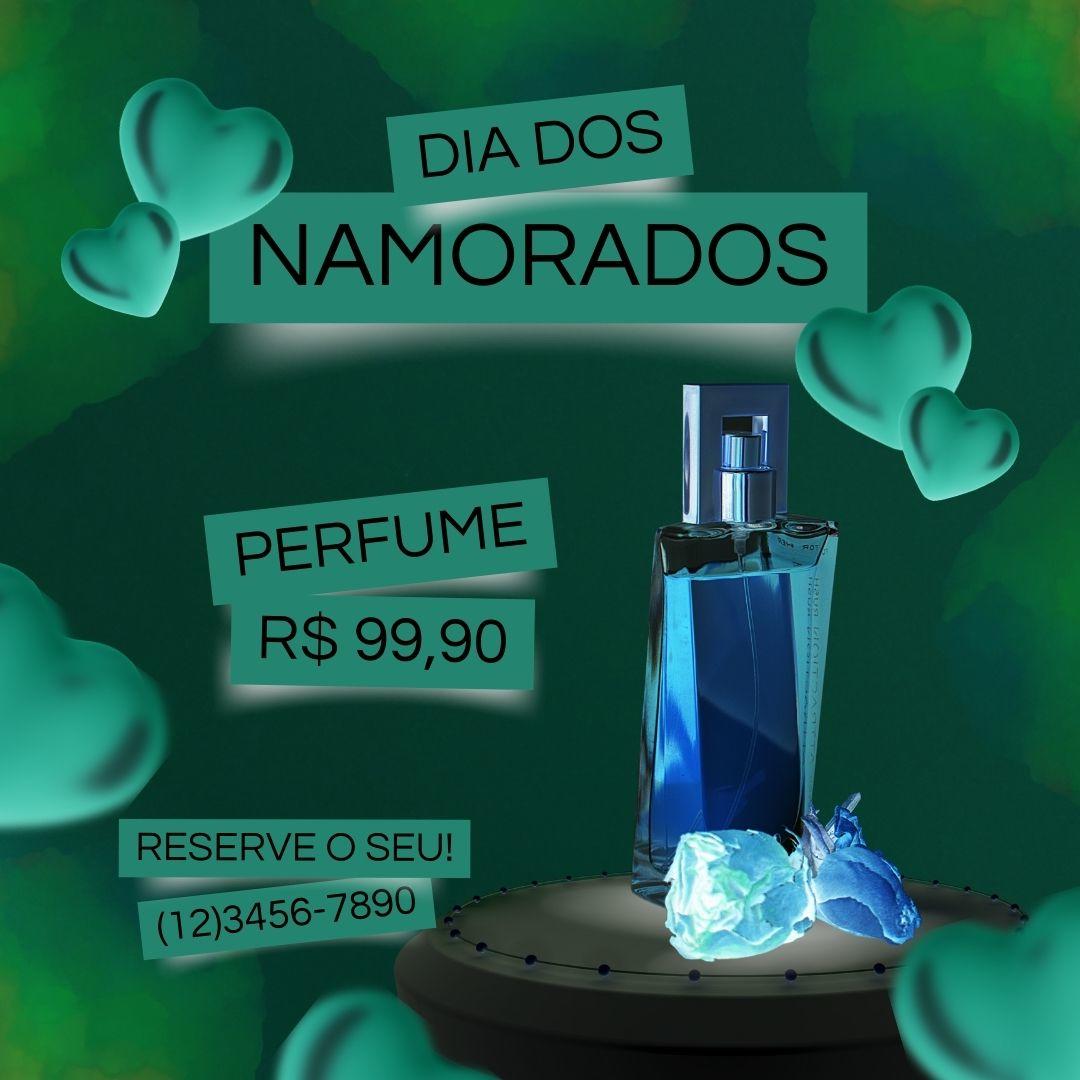 DIA DOS
NAMORADOS
PERFUME
R$ 99,90
RESERVE O SEU!
(12)3456-7890